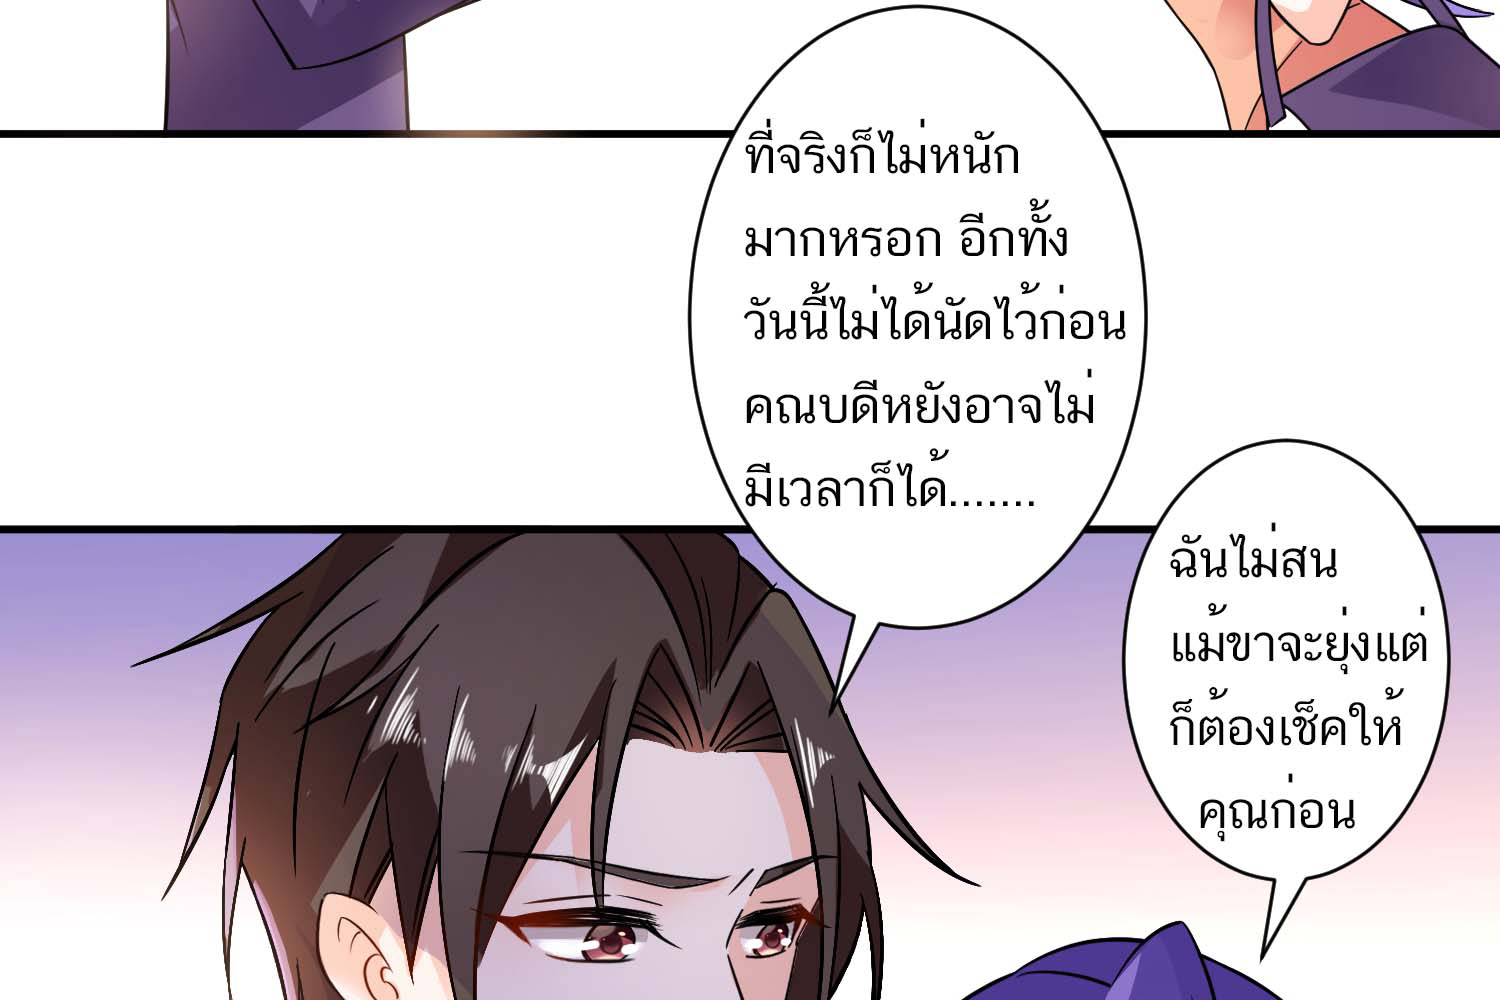 ที่จริงก็ไม่หนัก
มากหรอก อีกทั้ง
วันนี้ไม่ได้นัดไว้ก่อน
คณบดีหยังอาจไม่
มีเวลาก็ได้.......
ฉันไม่สน
แม้ขาจะยุ่งแต่
ก็ต้องเช็คให้
คุณก่อน